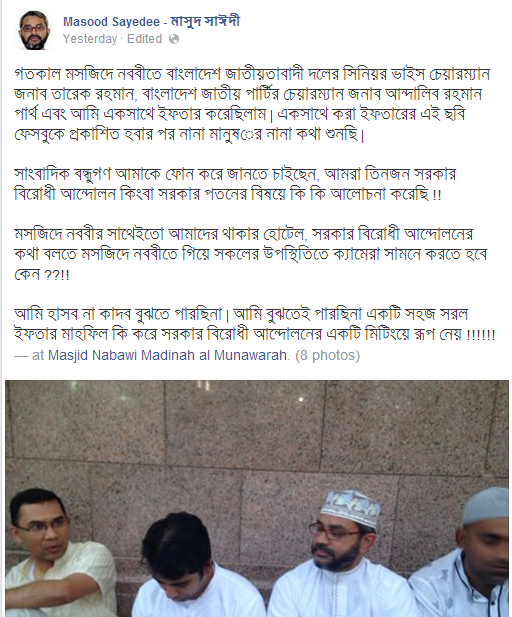 Masood Sayedee - মাসুদ সাঈদী
Yesterday · Edited
গতকাল মসজিদে নববীতে বাংলাদেশ জাতীয়তাবাদী দলের সিনিয়র ভাইস চেয়ারম্যান
জনাব তারেক রহমান, বাংলাদেশ জাতীয় পার্টির চেয়ারম্যান জনাব আন্দালিব রহমান
পার্থ এবং আমি একসাথে ইফতার করেছিলাম | একসাথে করা ইফতারের এই ছবি
ফেসবুকে প্রকাশিত হবার পর নানা মানুষের নানা কথা শুনছি |
সাংবাদিক বন্ধুগণ আমাকে ফোন করে জানতে চাইছেন, আমরা তিনজন সরকার
বিরোধী আন্দোলন কিংবা সরকার পতনের বিষয়ে কি কি আলোচনা করেছি !!
মসজিদে নববীর সাথেইতো আমাদের থাকার হোটেল, সরকার বিরোধী আন্দোলনের
কথা বলতে মসজিদে নববীতে গিয়ে সকলের উপস্থিতিতে ক্যামেরা সামনে করতে হবে
কেন ??!!
আমি হাসব না কাদব বুঝতে পারছিনা | আমি বুঝতেই পারছিনা একটি সহজ সরল
ইফতার মাহফিল কি করে সরকার বিরোধী আন্দোলনের একটি মিটিংয়ে রূপ নেয় !!!!!!
— at Masjid Nabawi Madinah al Munawarah. (8 photos)